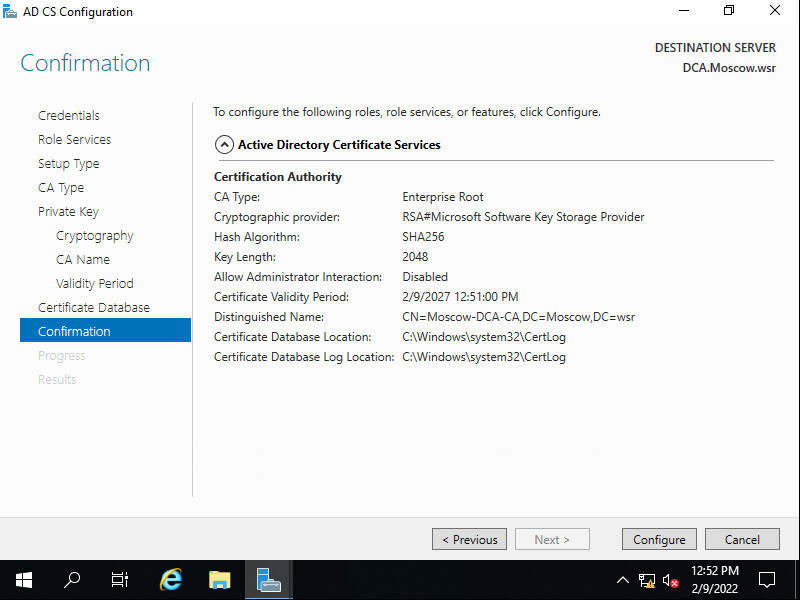 AD CS Configuration
Confirmation
DESTINATION SERVER
DCA.Moscow.wsr
Credentials
Role Services
Setup Type
CA Type
Private Key
Cryptography
CA Name
Validity Period
Certificate Database
Confirmation
Progress
Results
To configure the following roles, role services, or features, click Configure.
Active Directory Certificate Services
Certification Authority
CA Type: Enterprise Root
Cryptographic provider: RSA#Microsoft Software Key Storage Provider
Hash Algorithm: SHA256
Key Length: 2048
Allow Administrator Interaction: Disabled
Certificate Validity Period: 2/9/2027 12:51:00 PM
Distinguished Name: CN=Moscow-DCA-CA,DC=Moscow,DC=wsr
Certificate Database Location: C:\Windows\system32\CertLog
Certificate Database Log Location: C:\Windows\system32\CertLog
< Previous
Next >
Configure
Cancel
12:52 PM
2/9/2022